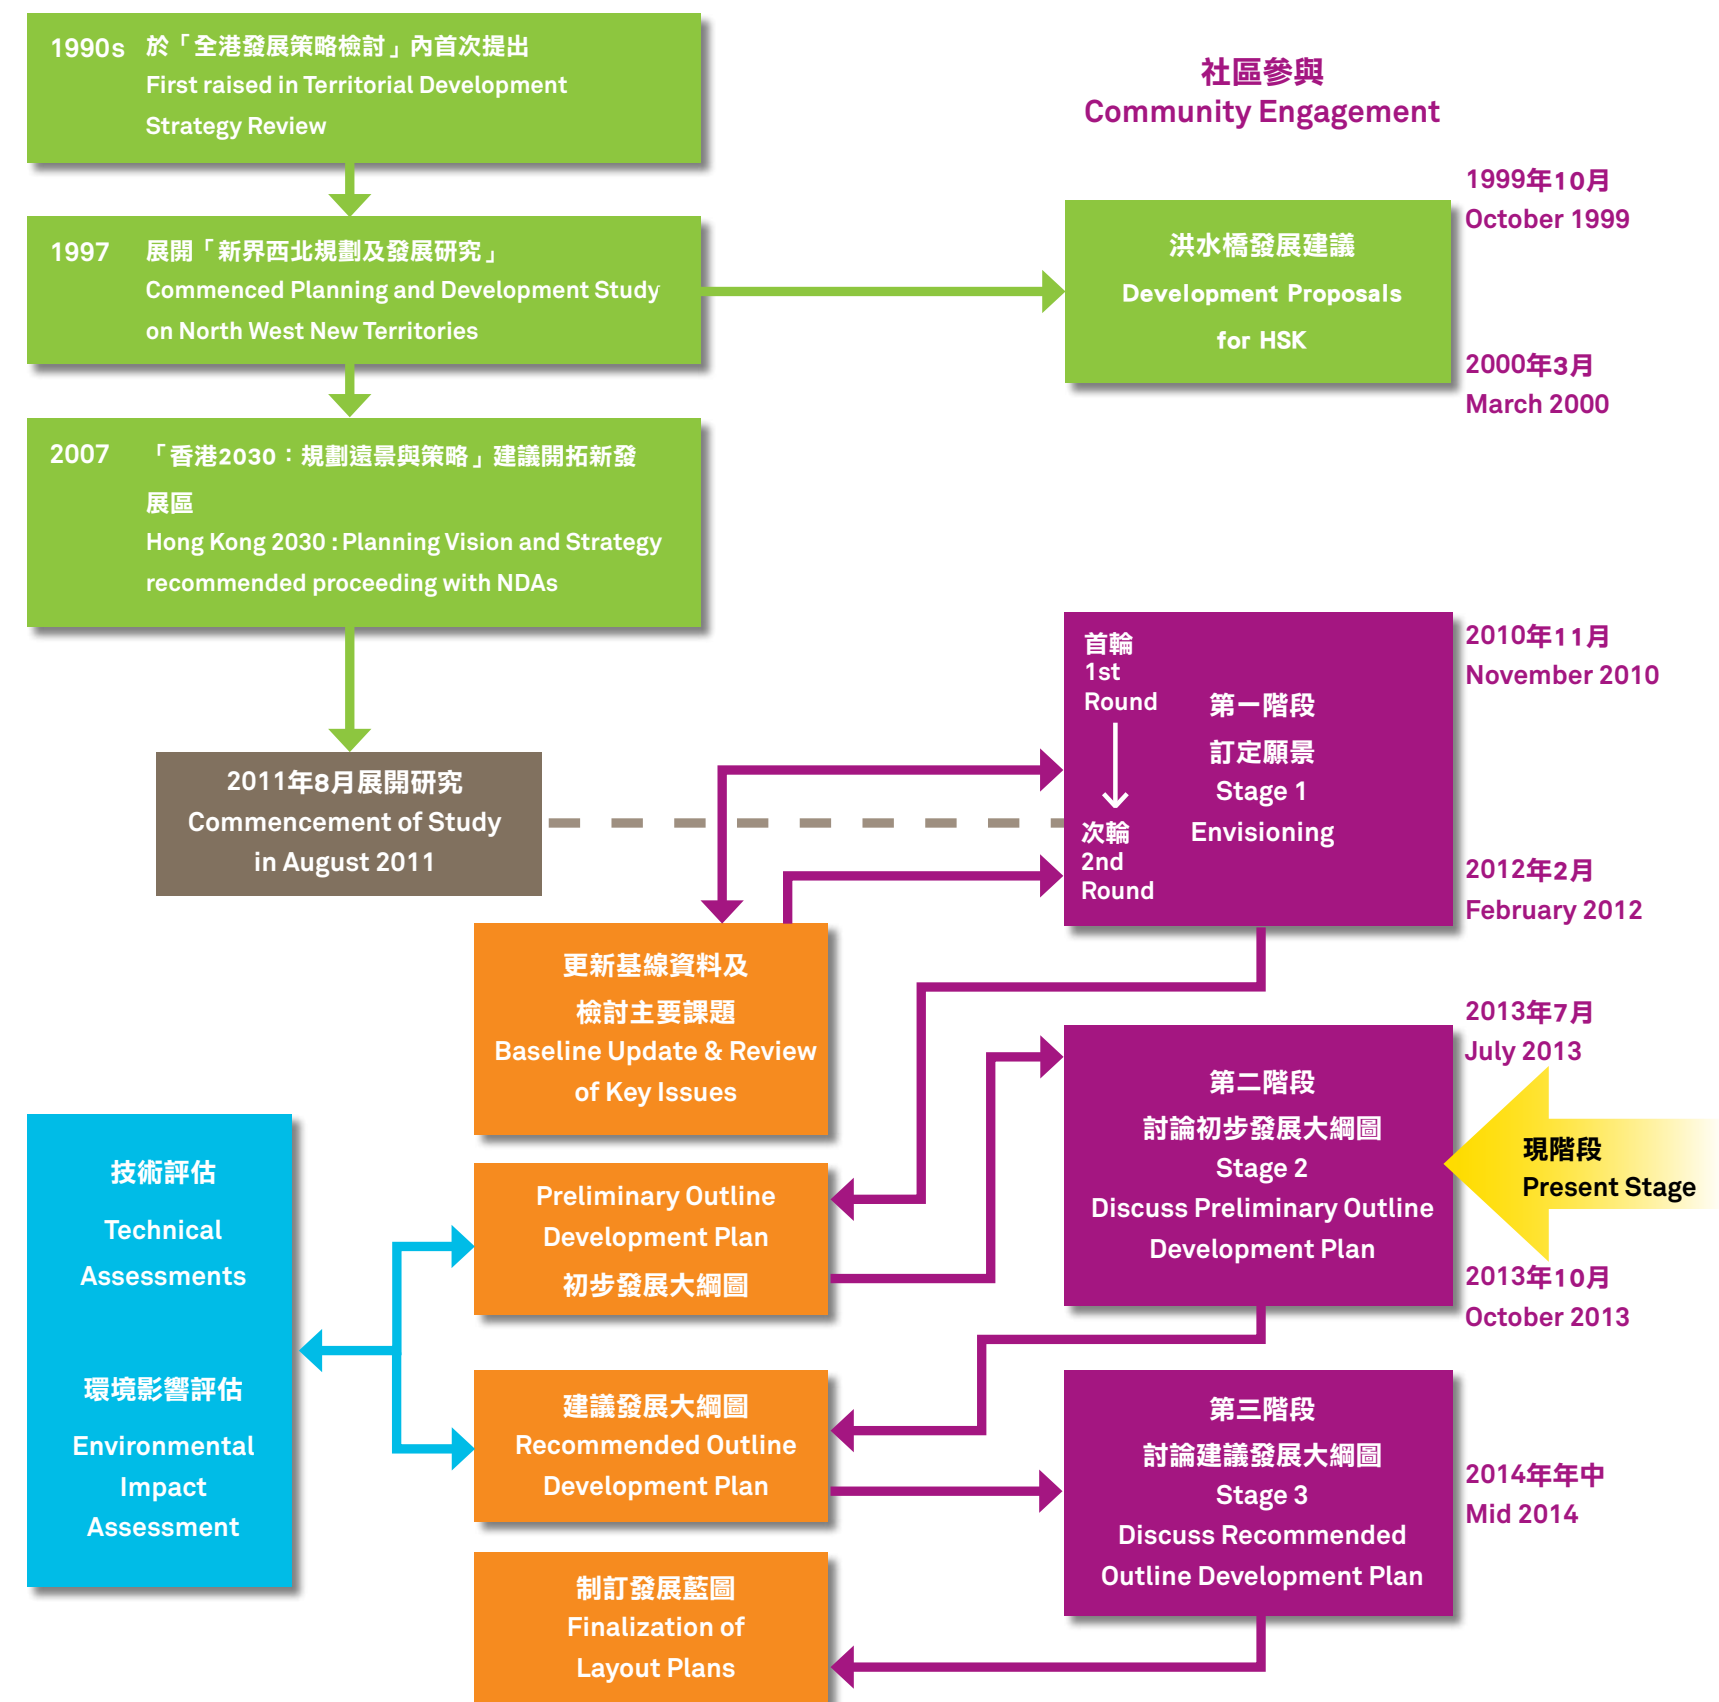 1990s 於「全港發展策略檢討」內首次提出
First raised in Territorial Development
Strategy Review
1997 展開「新界西北規劃及發展研究」
Commenced Planning and Development Study
on North West New Territories
2007 「香港2030：規劃遠景與策略」建議開拓新發
展區
Hong Kong 2030 : Planning Vision and Strategy
recommended proceeding with NDAs
2011年8月展開研究
Commencement of Study
in August 2011
社區參與
Community Engagement
1999年10月
October 1999
洪水橋發展建議
Development Proposals
for HSK
2000年3月
March 2000
2010年11月
November 2010
首輪
1st
Round
次輪
2nd
Round
第一階段
訂定願景
Stage 1
Envisioning
2012年2月
February 2012
更新基線資料及
檢討主要課題
Baseline Update & Review
of Key Issues
2013年7月
July 2013
第二階段
討論初步發展大綱圖
Stage 2
Discuss Preliminary Outline
Development Plan
現階段
Present Stage
2013年10月
October 2013
技術評估
Technical
Assessments
環境影響評估
Environmental
Impact
Assessment
Preliminary Outline
Development Plan
初步發展大綱圖
建議發展大綱圖
Recommended Outline
Development Plan
第三階段
討論建議發展大綱圖
Stage 3
Discuss Recommended
Outline Development Plan
2014年年中
Mid 2014
制訂發展藍圖
Finalization of
Layout Plans